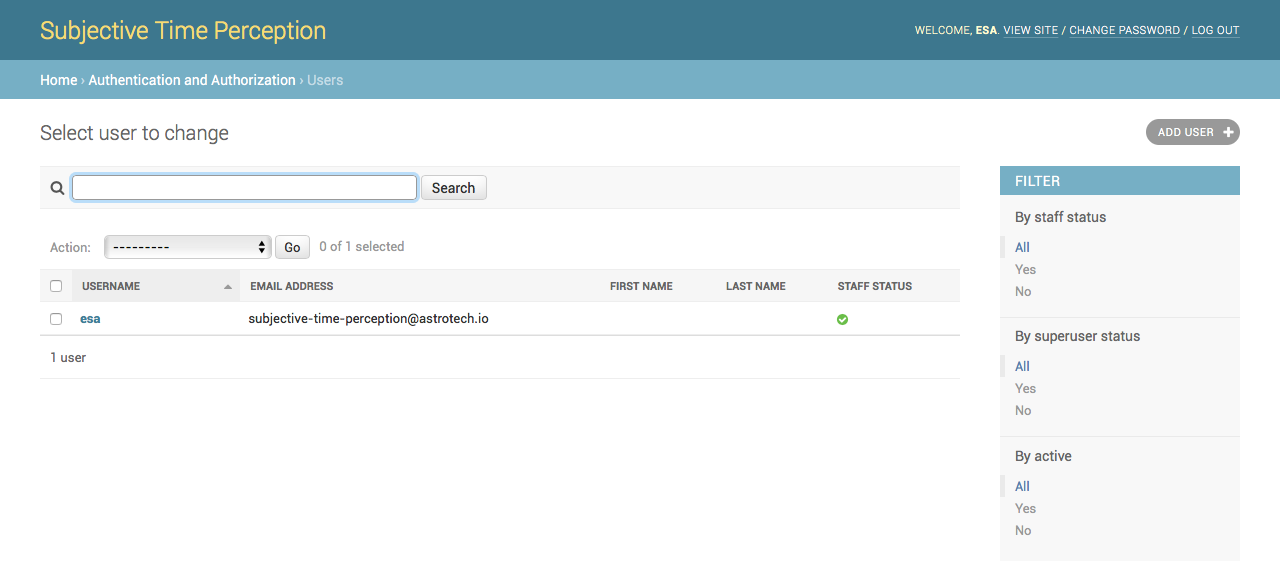 Subjective Time Perception
WELCOME, ESA. VIEW SITE / CHANGE PASSWORD / LOG OUT
Home › Authentication and Authorization › Users
Select user to change
ADD USER +
Search
Action: --------- Go 0 of 1 selected
USERNAME EMAIL ADDRESS FIRST NAME LAST NAME STAFF STATUS
esa subjective-time-perception@astrotech.io
1 user
FILTER
By staff status
All
Yes
No
By superuser status
All
Yes
No
By active
All
Yes
No